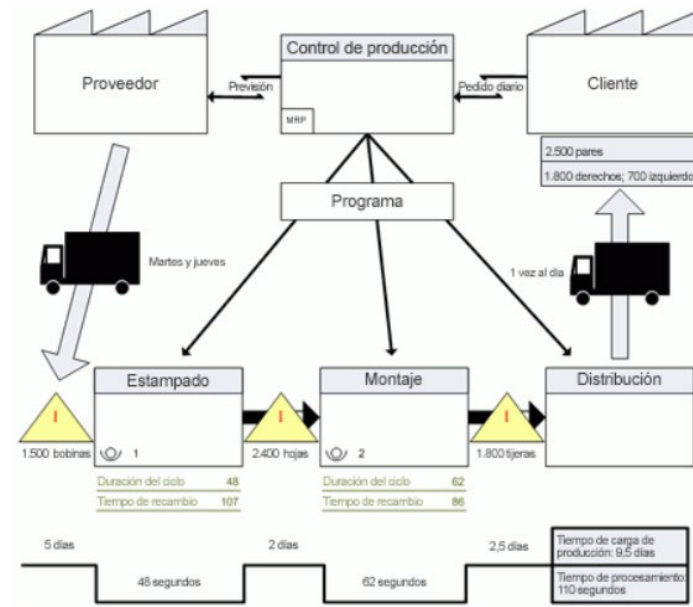 Proveedor
Previsión
Control de producción
MRP
Pedido diario
Cliente
2.500 pares
1.800 derechos; 700 izquierdo
Programa
Martes y jueves
1 vez al día
Estampado
Montaje
Distribución
I
I
I
1.500 bobinas
1
2.400 hojas
2
1.800 tijeras
Duración del ciclo 48
Tiempo de recambio 107
Duración del ciclo 62
Tiempo de recambio 86
5 días
48 segundos
2 días
62 segundos
2,5 días
Tiempo de carga de
producción: 9,5 días
Tiempo de procesamiento:
110 segundos